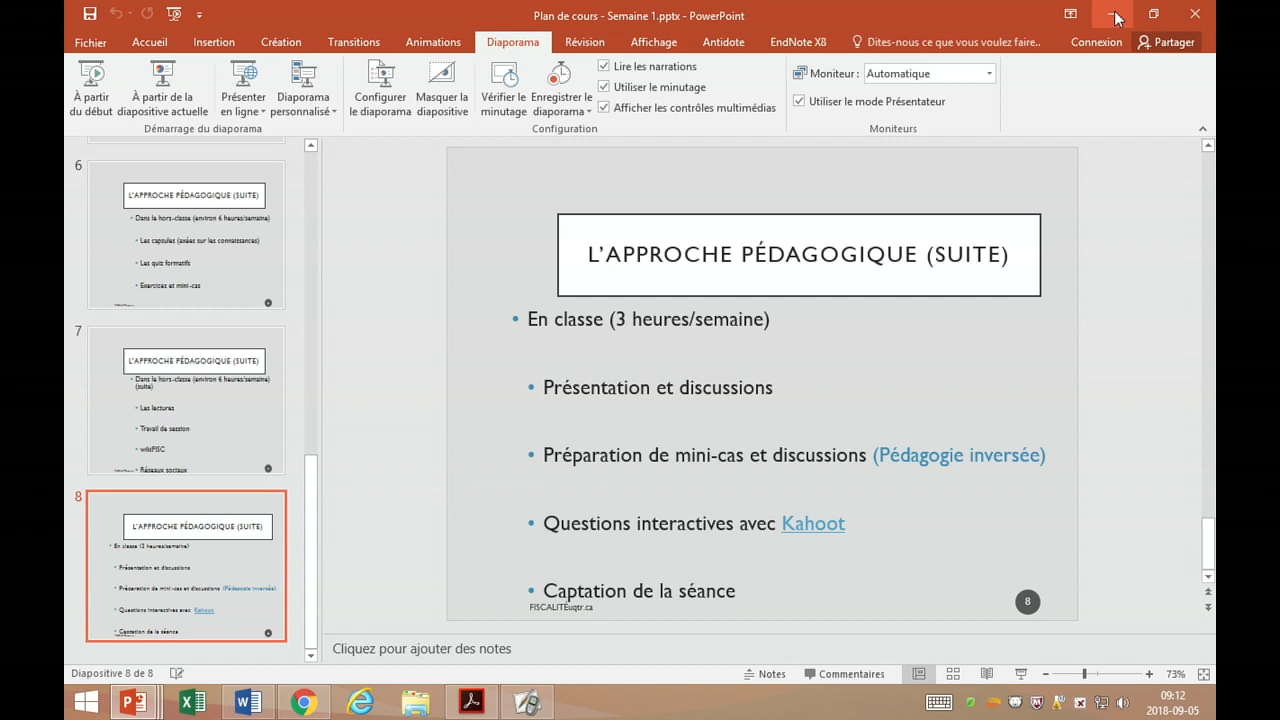 Plan de cours - Semaine 1.pptx - PowerPoint
Fichier Accueil Insertion Création Transitions Animations Diaporama Révision Affichage Antidote EndNote X8 Dites-nous ce que vous voulez faire.. Connexion Partager
À partir du début
À partir de la diapositive actuelle
Présenter en ligne
Diaporama personnalisé
Configurer le diaporama
Masquer la diapositive
Vérifier le minutage
Enregistrer le diaporama
Lire les narrations
Utiliser le minutage
Afficher les contrôles multimédias
Moniteur : Automatique
Utiliser le mode Présentateur
Démarrage du diaporama Configuration Moniteurs
6
L'APPROCHE PÉDAGOGIQUE (SUITE)
• Dans le hors-classe (environ 6 heures/semaine)
• Les capsules (axées sur les connaissances)
• Les quiz formatifs
• Exercices et mini-cas
7
L'APPROCHE PÉDAGOGIQUE (SUITE)
• Dans le hors-classe (environ 6 heures/semaine)
(suite)
• Les lectures
• Travail de session
• wikiFISC
• Réseaux sociaux
8
L'APPROCHE PÉDAGOGIQUE (SUITE)
• En classe (3 heures/semaine)
• Présentation et discussions
• Préparation de mini-cas et discussions (Pédagogie inversée)
• Questions interactives avec Kahoot
• Captation de la séance
L'APPROCHE PÉDAGOGIQUE (SUITE)
• En classe (3 heures/semaine)
• Présentation et discussions
• Préparation de mini-cas et discussions (Pédagogie inversée)
• Questions interactives avec Kahoot
• Captation de la séance
FISCALITEuqtr.ca
8
Cliquez pour ajouter des notes
Diapositive 8 de 8 Notes Commentaires 73%
09:12
2018-09-05